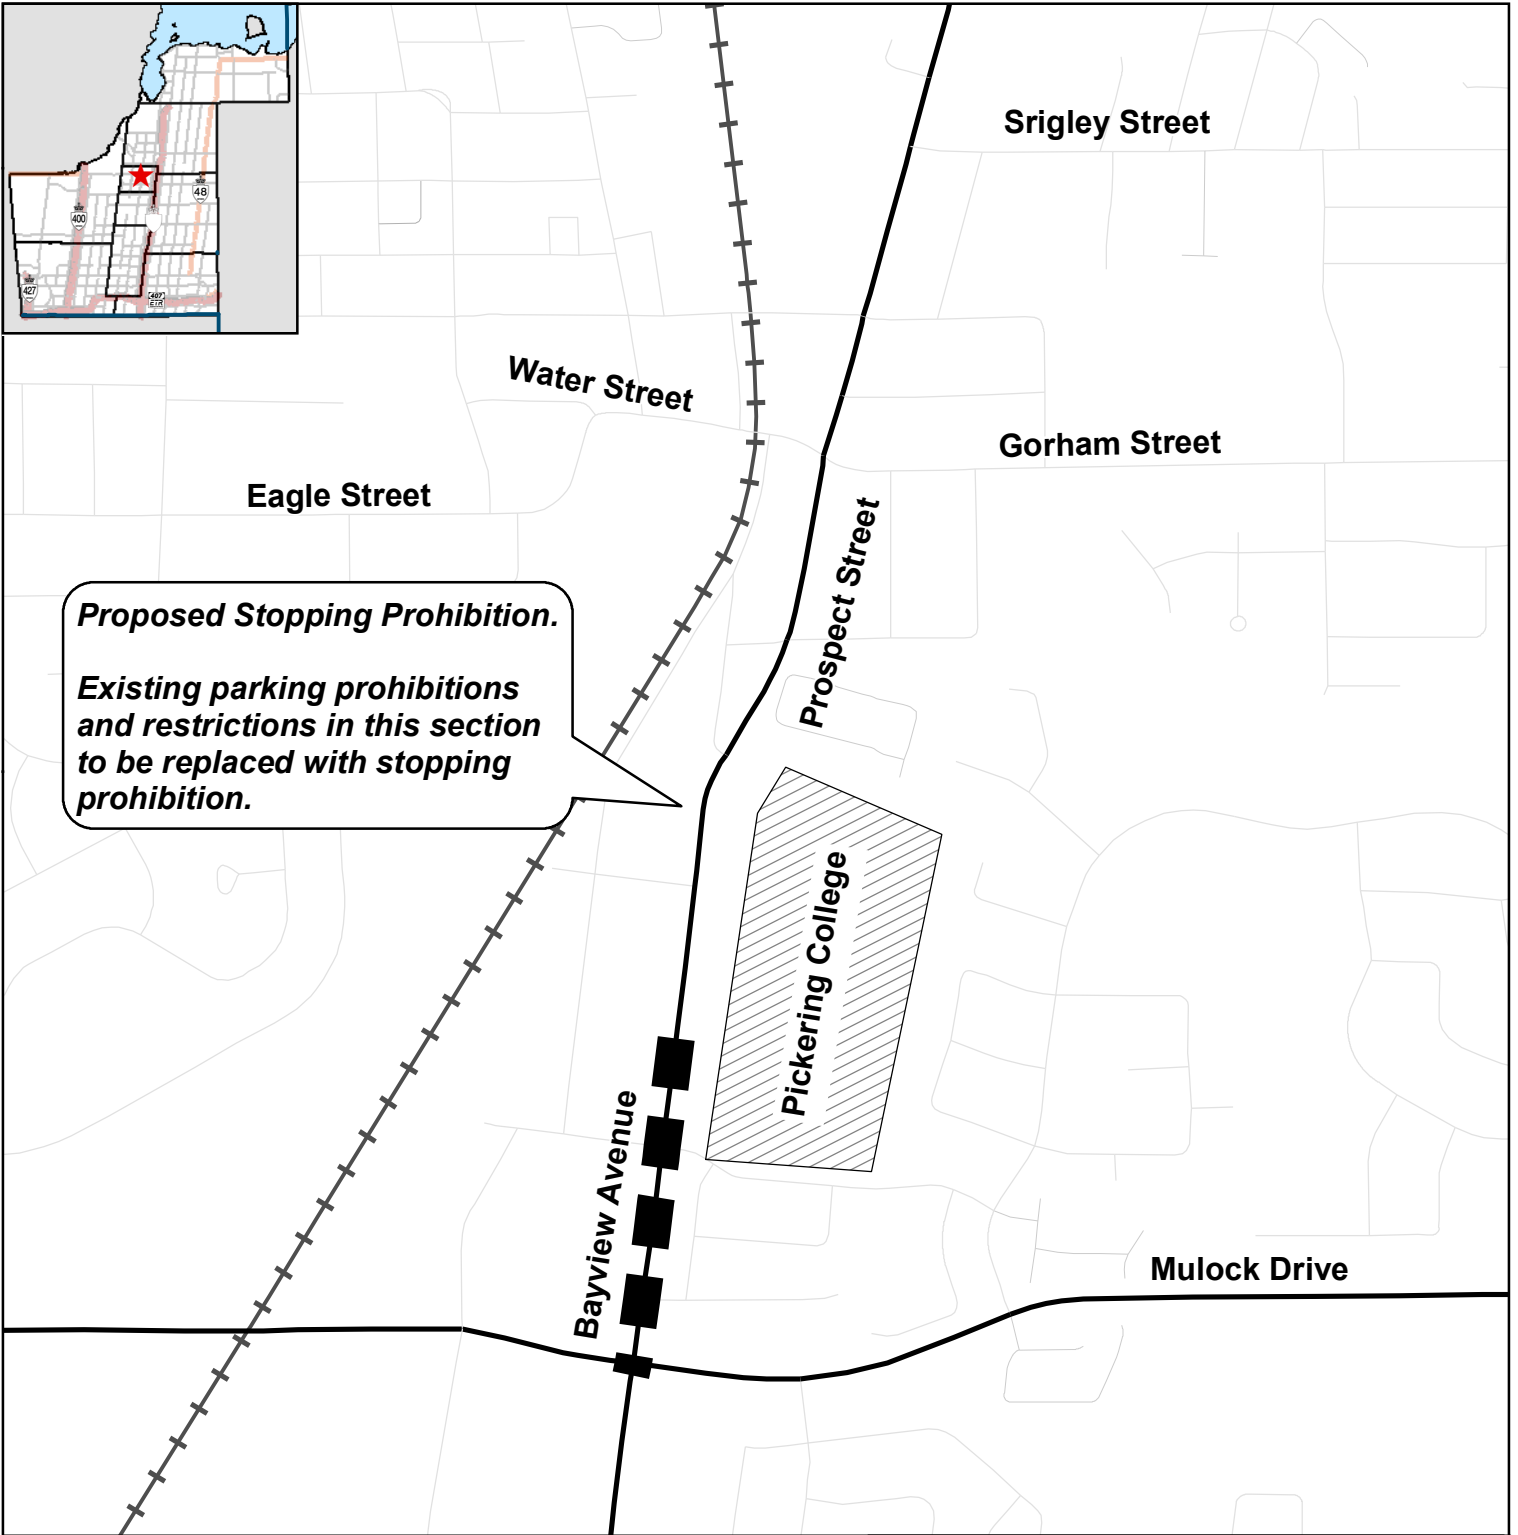 48
400
427
407
ETR
Srigley Street
Water Street
Gorham Street
Eagle Street
Prospect Street
Proposed Stopping Prohibition.
Existing parking prohibitions
and restrictions in this section
to be replaced with stopping
prohibition.
Pickering College
Bayview Avenue
Mulock Drive